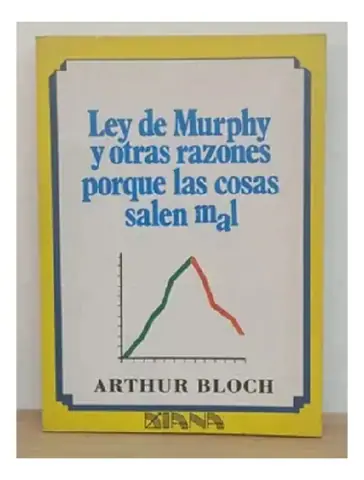 Ley de Murphy
y otras razones
porque las cosas
salen mal
ARTHUR BLOCH
DIANA